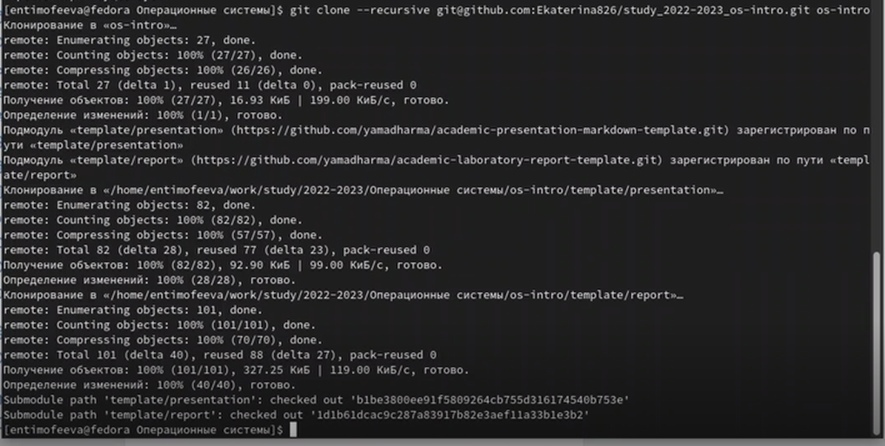 [entimofeeva@fedora Операционные системы]$ git clone --recursive git@github.com:Ekaterina826/study_2022-2023_os-intro.git os-intro
Клонирование в «os-intro»…
remote: Enumerating objects: 27, done.
remote: Counting objects: 100% (27/27), done.
remote: Compressing objects: 100% (26/26), done.
remote: Total 27 (delta 1), reused 11 (delta 0), pack-reused 0
Получение объектов: 100% (27/27), 16.93 КиБ | 199.00 КиБ/с, готово.
Определение изменений: 100% (1/1), готово.
Подмодуль «template/presentation» (https://github.com/yamadharma/academic-presentation-markdown-template.git) зарегистрирован по п
ути «template/presentation»
Подмодуль «template/report» (https://github.com/yamadharma/academic-laboratory-report-template.git) зарегистрирован по пути «templ
ate/report»
Клонирование в «/home/entimofeeva/work/study/2022-2023/Операционные системы/os-intro/template/presentation»…
remote: Enumerating objects: 82, done.
remote: Counting objects: 100% (82/82), done.
remote: Compressing objects: 100% (57/57), done.
remote: Total 82 (delta 28), reused 77 (delta 23), pack-reused 0
Получение объектов: 100% (82/82), 92.90 КиБ | 99.00 КиБ/с, готово.
Определение изменений: 100% (28/28), готово.
Клонирование в «/home/entimofeeva/work/study/2022-2023/Операционные системы/os-intro/template/report»…
remote: Enumerating objects: 101, done.
remote: Counting objects: 100% (101/101), done.
remote: Compressing objects: 100% (70/70), done.
remote: Total 101 (delta 40), reused 88 (delta 27), pack-reused 0
Получение объектов: 100% (101/101), 327.25 КиБ | 119.00 КиБ/с, готово.
Определение изменений: 100% (40/40), готово.
Submodule path 'template/presentation': checked out 'b1be3800ee91f5809264cb755d316174540b753e'
Submodule path 'template/report': checked out '1d1b61dcac9c287a83917b82e3aef11a33b1e3b2'
[entimofeeva@fedora Операционные системы]$